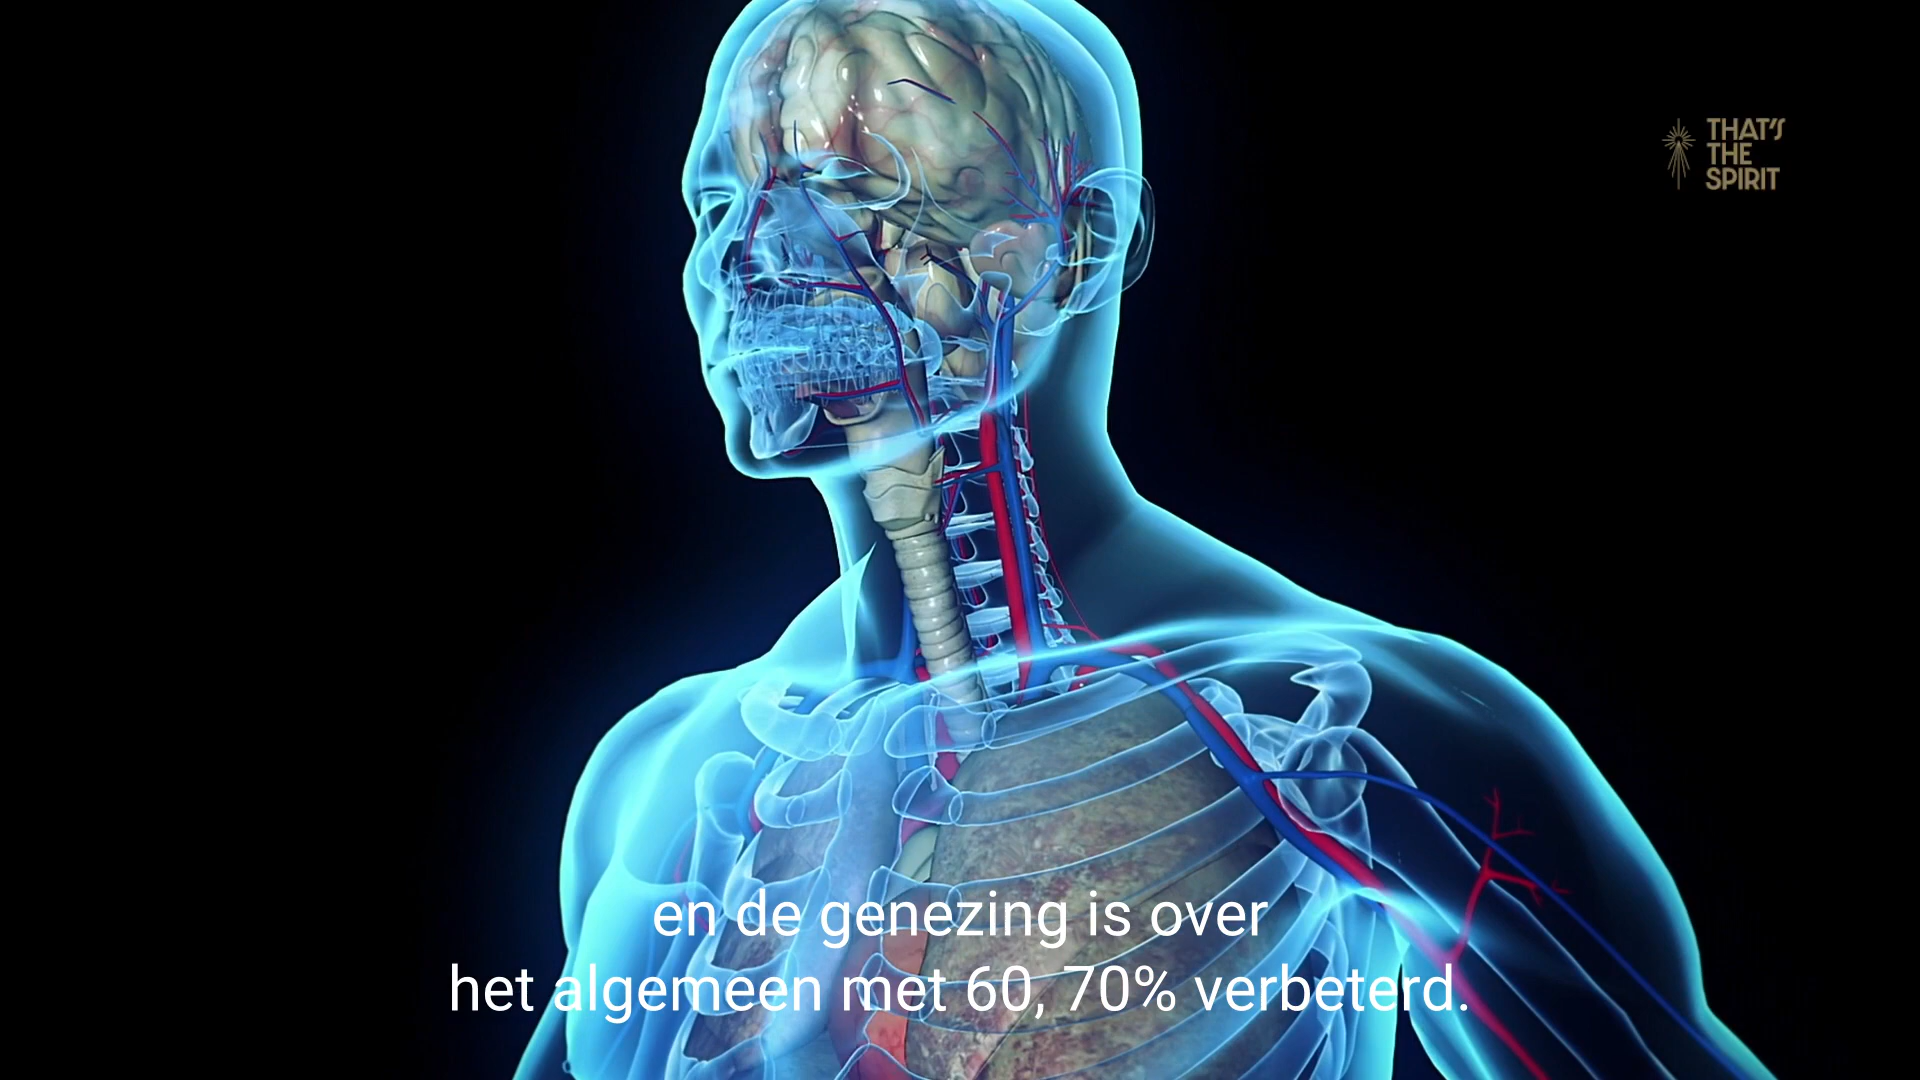 THAT'S
THE
SPIRIT
en de genezing is over
het algemeen met 60, 70% verbeterd.